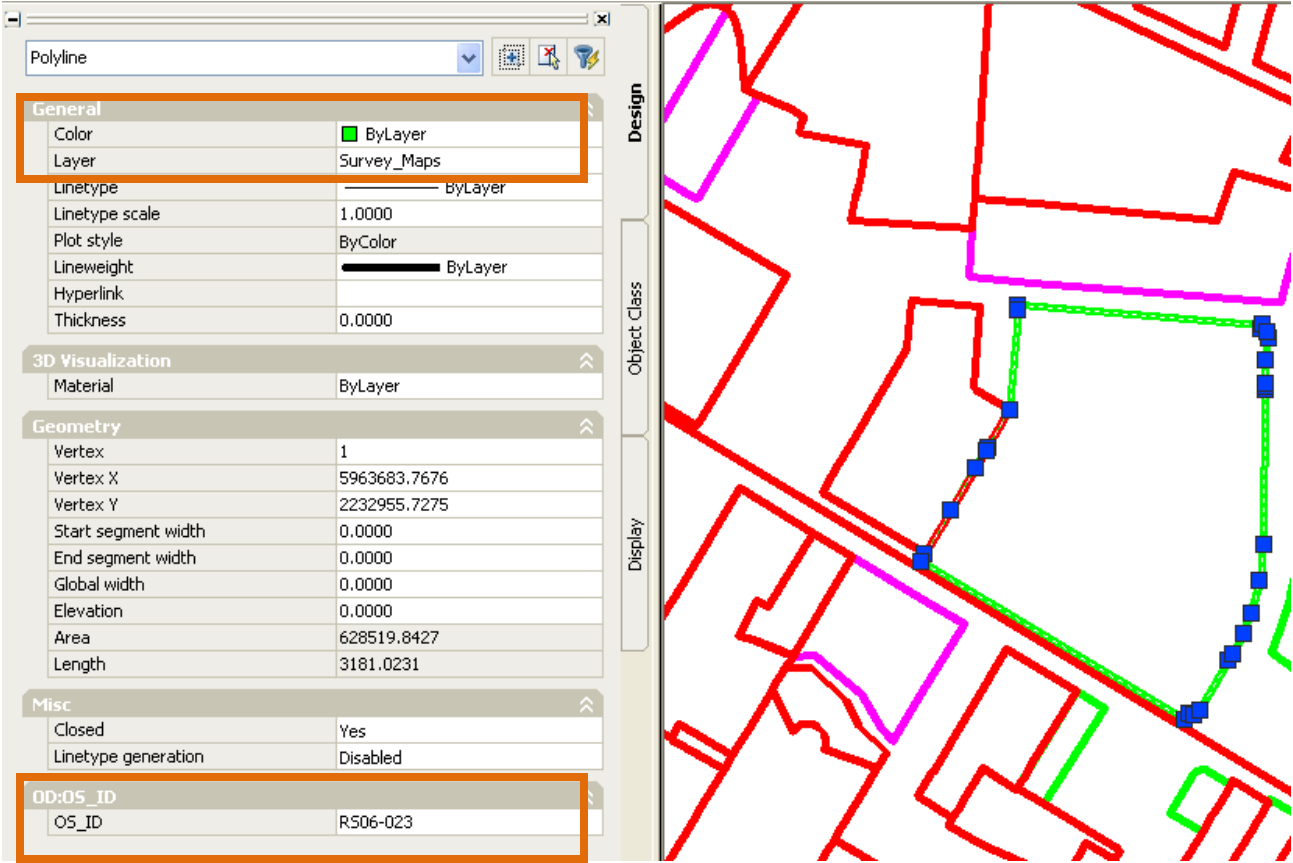 Polyline
General
Color ByLayer
Layer Survey_Maps
Linetype ByLayer
Linetype scale 1.0000
Plot style ByColor
Lineweight ByLayer
Hyperlink
Thickness 0.0000
3D Visualization
Material ByLayer
Geometry
Vertex 1
Vertex X 5963683.7676
Vertex Y 2232955.7275
Start segment width 0.0000
End segment width 0.0000
Global width 0.0000
Elevation 0.0000
Area 628519.8427
Length 3181.0231
Misc
Closed Yes
Linetype generation Disabled
OD:OS_ID
OS_ID RS06-023
Design
Object Class
Display